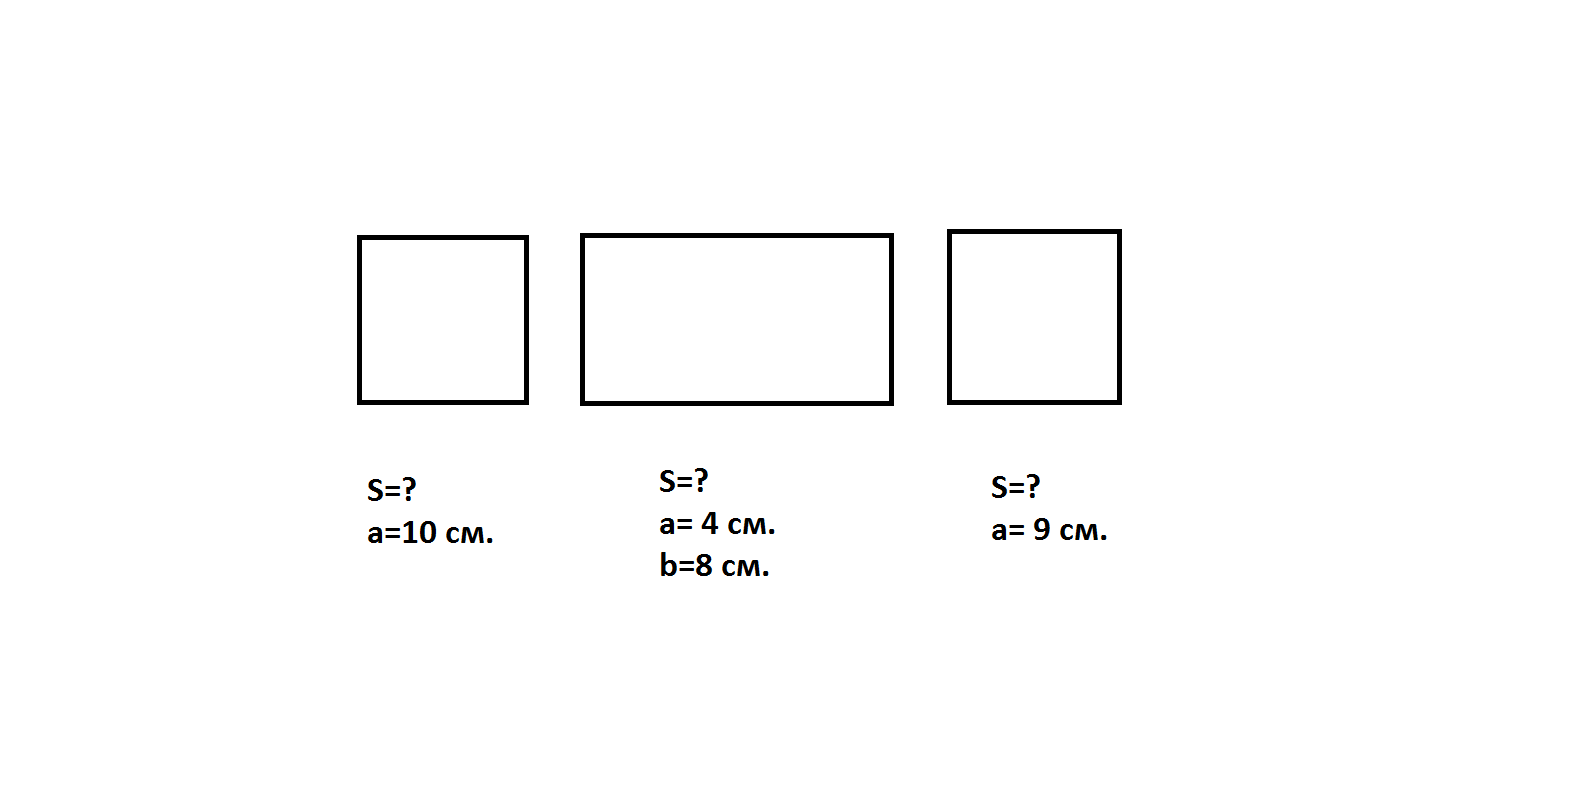 S=?
a=10 см.
S=?
a= 4 см.
b=8 см.
S=?
a= 9 см.